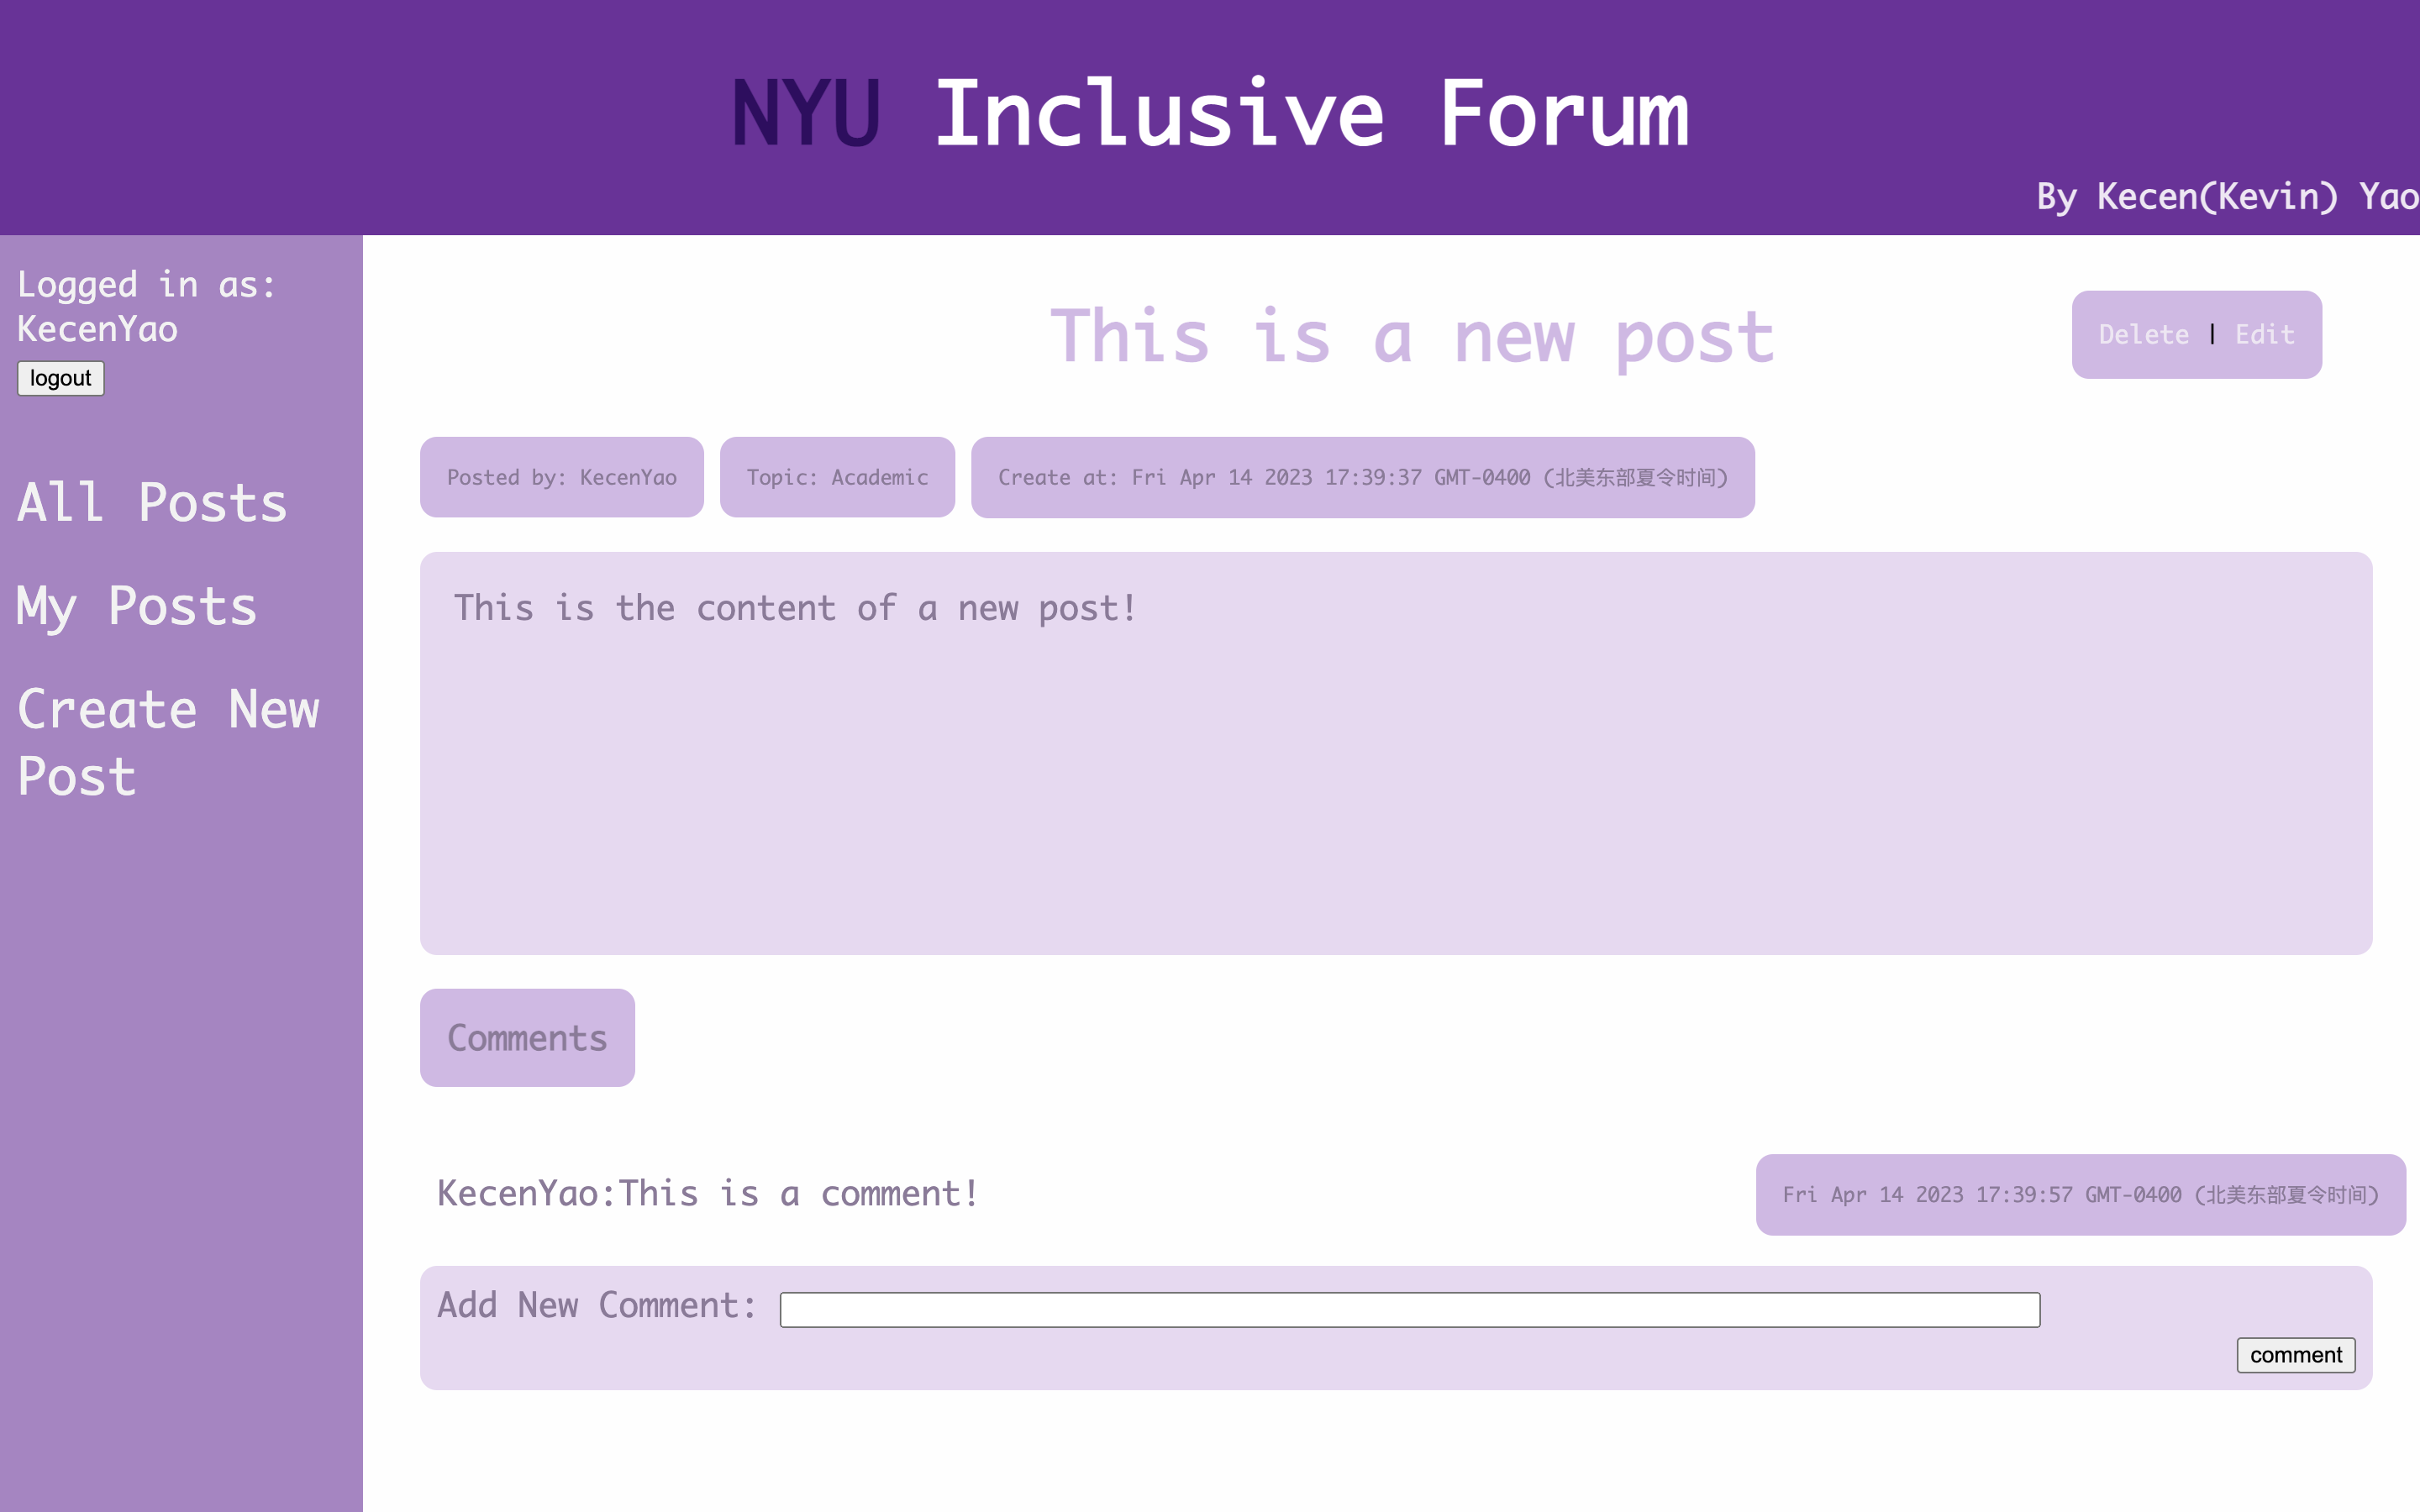 NYU Inclusive Forum
By Kecen(Kevin) Yao
Logged in as:
KecenYao
logout
All Posts
My Posts
Create New
Post
This is a new post
Delete | Edit
Posted by: KecenYao
Topic: Academic
Create at: Fri Apr 14 2023 17:39:37 GMT-0400 (北美东部夏令时间)
This is the content of a new post!
Comments
KecenYao:This is a comment!
Fri Apr 14 2023 17:39:57 GMT-0400 (北美东部夏令时间)
Add New Comment:
comment